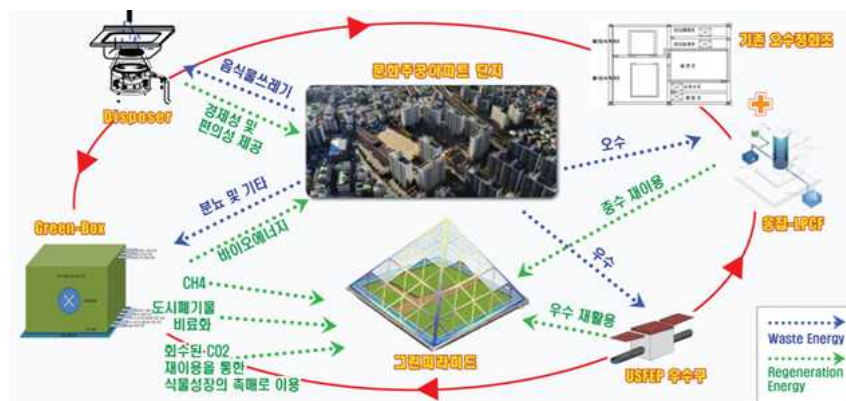 기존 오수정화조
문화주공아파트 단지
음식물쓰레기
Disposer
경제성 및
편의성 제공
오수
중수 재이용
응집-LPCF
분뇨 및 기타
Green-Box
바이오에너지
우수
CH4
도시폐기물
비료화
우수 재활용
회수된 CO2
재이용을 통한
식물성장의 촉매로 이용
그린피라미드
USFEP 우수구
Waste Energy
Regeneration
Energy